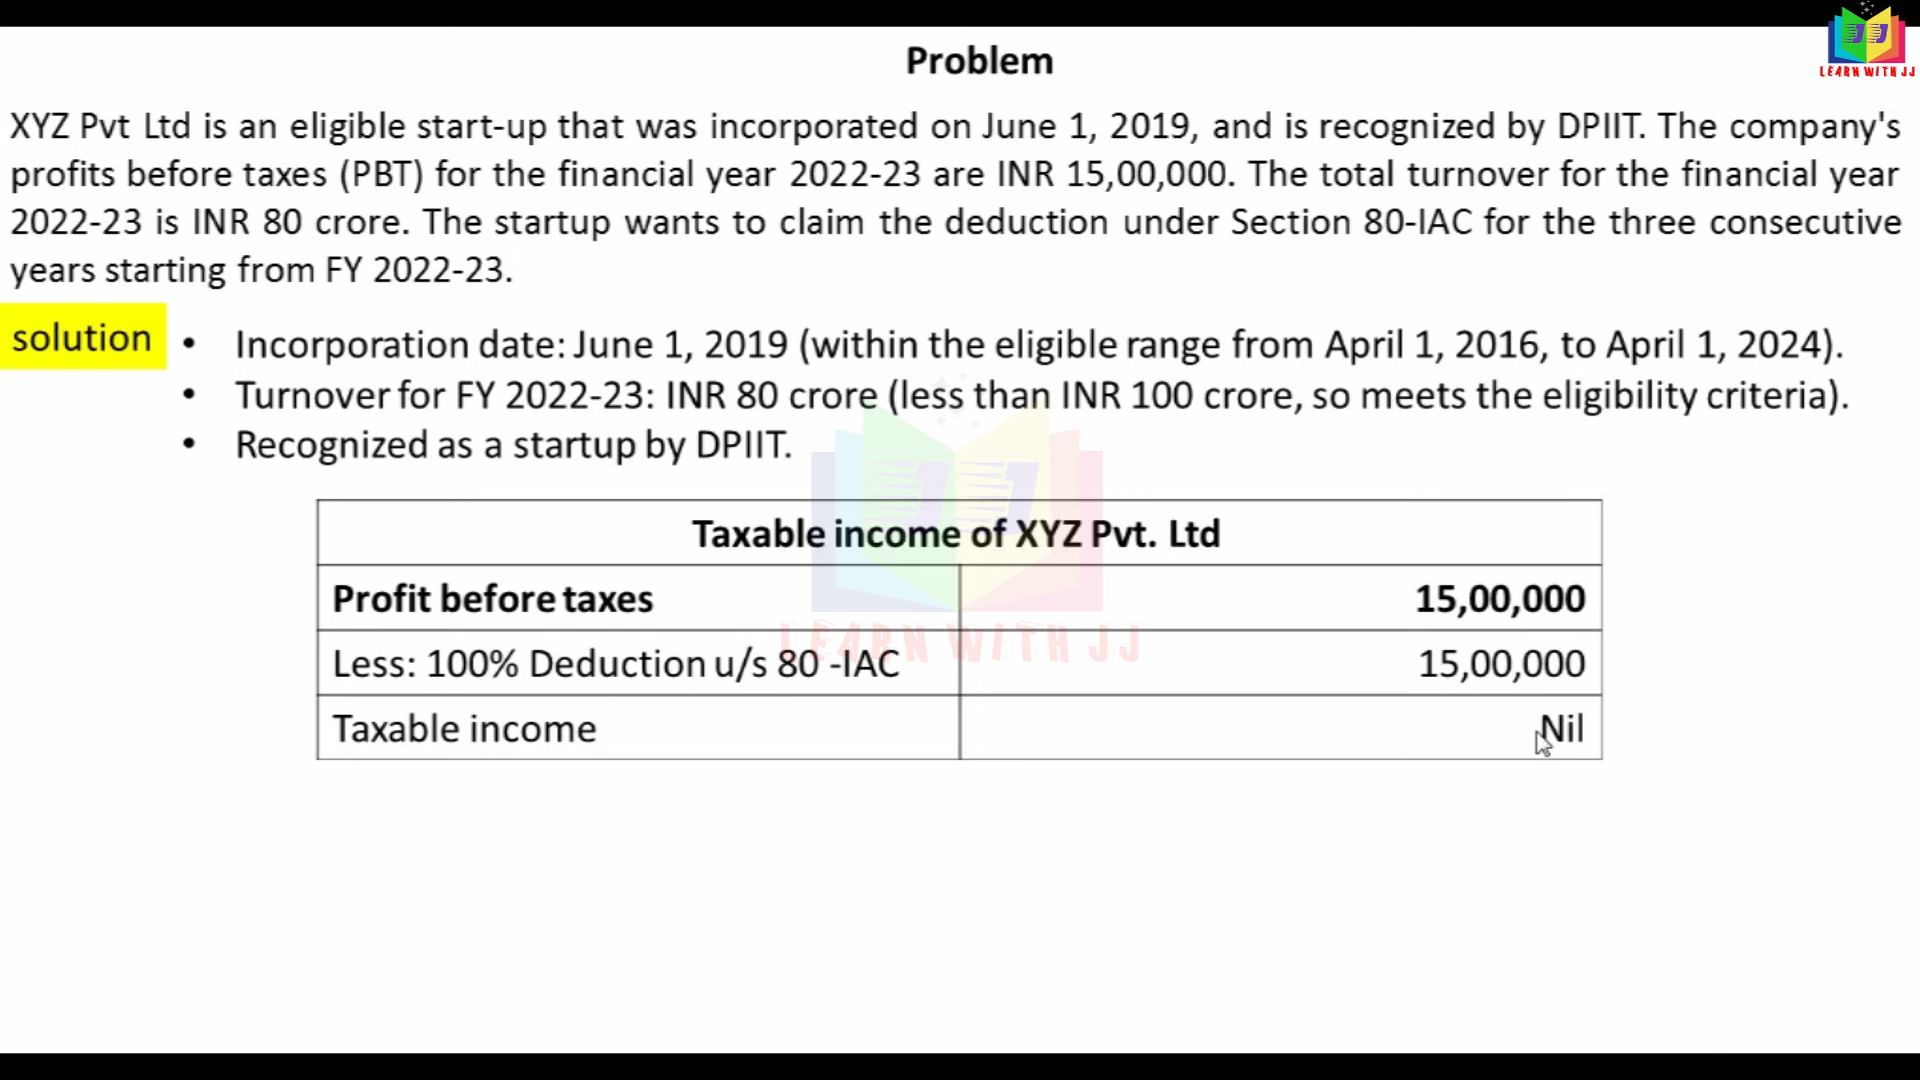 LEARN WITH JJ
Problem
XYZ Pvt Ltd is an eligible start-up that was incorporated on June 1, 2019, and is recognized by DPIIT. The company's
profits before taxes (PBT) for the financial year 2022-23 are INR 15,00,000. The total turnover for the financial year
2022-23 is INR 80 crore. The startup wants to claim the deduction under Section 80-IAC for the three consecutive
years starting from FY 2022-23.
solution
• Incorporation date: June 1, 2019 (within the eligible range from April 1, 2016, to April 1, 2024).
• Turnover for FY 2022-23: INR 80 crore (less than INR 100 crore, so meets the eligibility criteria).
• Recognized as a startup by DPIIT.
Taxable income of XYZ Pvt. Ltd
Profit before taxes 15,00,000
LEARN WITH JJ
Less: 100% Deduction u/s 80 -IAC 15,00,000
Taxable income Nil